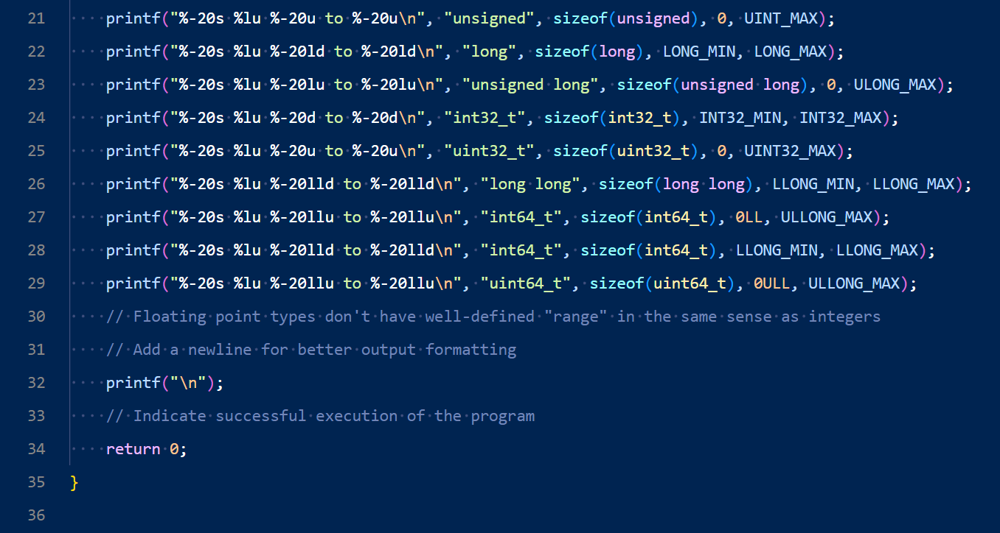 21     printf("%-20s %lu %-20u to %-20u\n", "unsigned", sizeof(unsigned), 0, UINT_MAX);
22     printf("%-20s %lu %-20ld to %-20ld\n", "long", sizeof(long), LONG_MIN, LONG_MAX);
23     printf("%-20s %lu %-20lu to %-20lu\n", "unsigned long", sizeof(unsigned long), 0, ULONG_MAX);
24     printf("%-20s %lu %-20d to %-20d\n", "int32_t", sizeof(int32_t), INT32_MIN, INT32_MAX);
25     printf("%-20s %lu %-20u to %-20u\n", "uint32_t", sizeof(uint32_t), 0, UINT32_MAX);
26     printf("%-20s %lu %-20lld to %-20lld\n", "long long", sizeof(long long), LLONG_MIN, LLONG_MAX);
27     printf("%-20s %lu %-20llu to %-20llu\n", "int64_t", sizeof(int64_t), 0LL, ULLONG_MAX);
28     printf("%-20s %lu %-20lld to %-20lld\n", "int64_t", sizeof(int64_t), LLONG_MIN, LLONG_MAX);
29     printf("%-20s %lu %-20llu to %-20llu\n", "uint64_t", sizeof(uint64_t), 0ULL, ULLONG_MAX);
30     // Floating point types don't have well-defined "range" in the same sense as integers
31     // Add a newline for better output formatting
32     printf("\n");
33     // Indicate successful execution of the program
34     return 0;
35 }
36